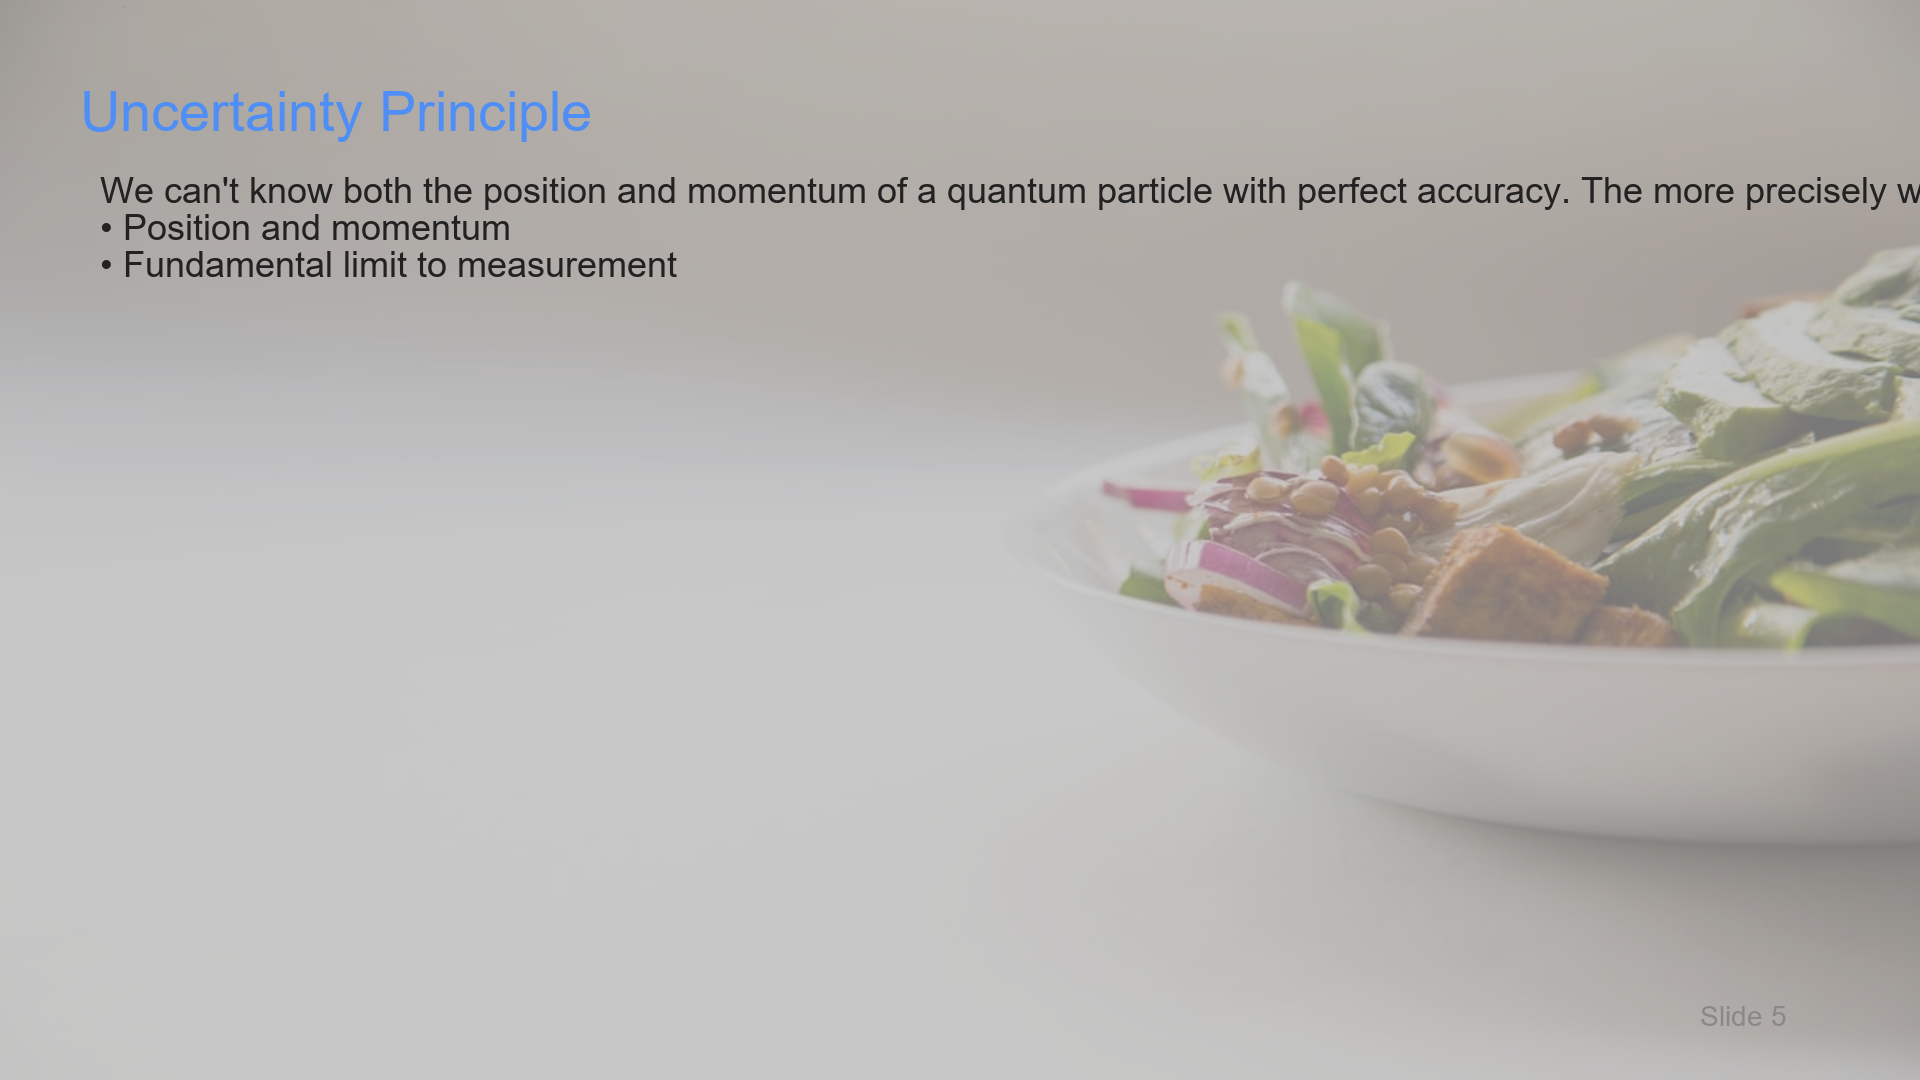 Uncertainty Principle
We can't know both the position and momentum of a quantum particle with perfect accuracy. The more precisely
• Position and momentum
• Fundamental limit to measurement
Slide 5